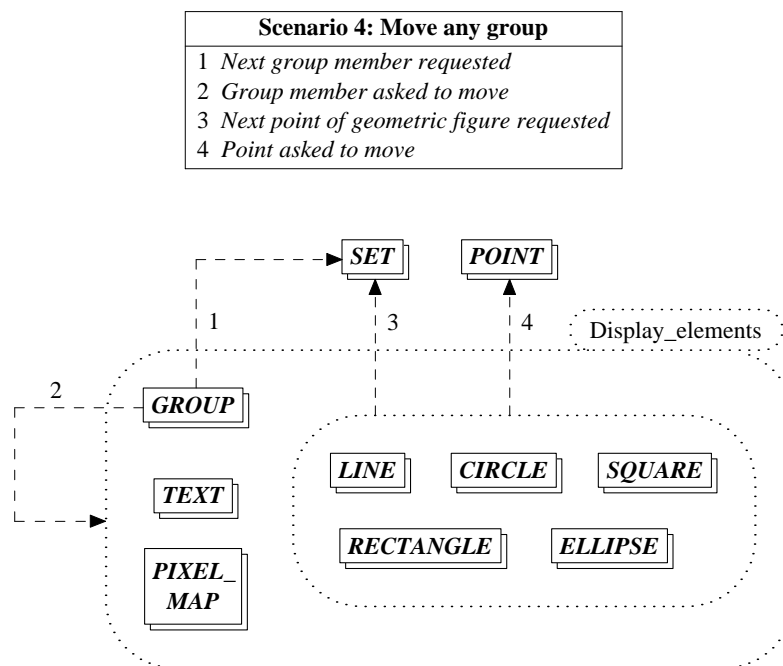 Scenario 4: Move any group
1 Next group member requested
2 Group member asked to move
3 Next point of geometric figure requested
4 Point asked to move
SET
POINT
1
3
4
Display_elements
2
GROUP
LINE
CIRCLE
SQUARE
TEXT
RECTANGLE
ELLIPSE
PIXEL_
MAP